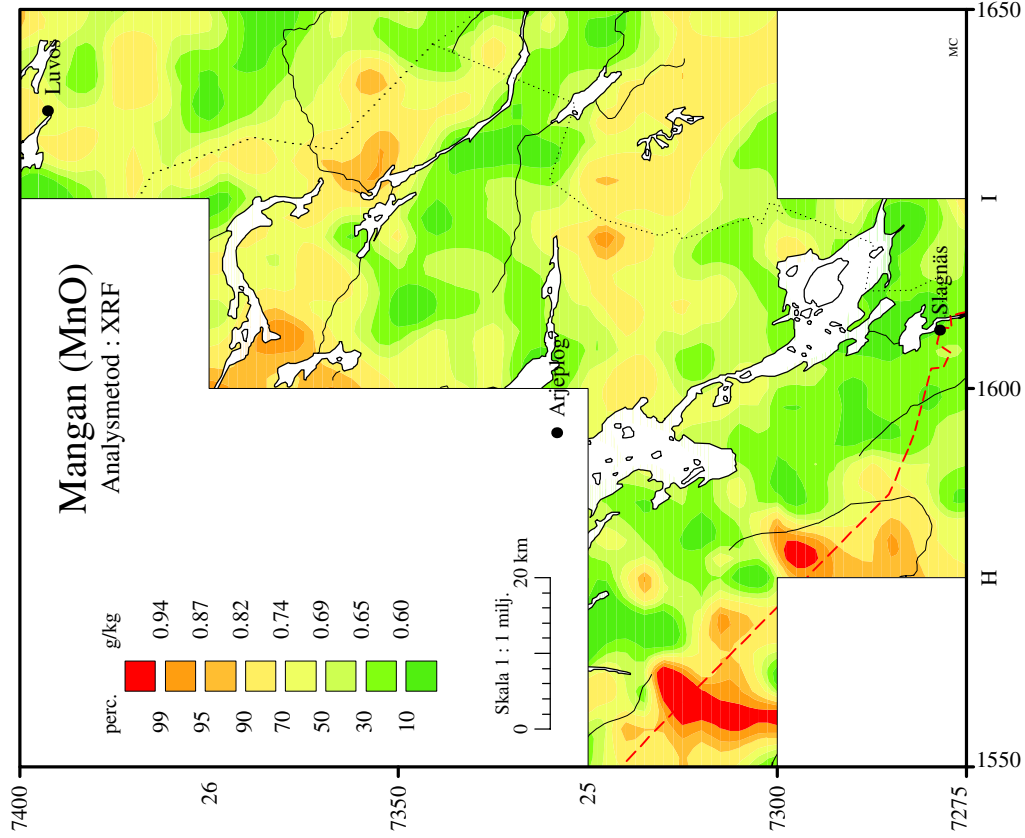 Mangan (MnO)
Analysmetod : XRF
perc. g/kg
99 0.94
95 0.87
90 0.82
70 0.74
50 0.69
30 0.65
10 0.60
Skala 1 : 1 milj.
0 20 km
Luvos
Arjeplog
Slagnäs
MC
7400
26
7350
25
7300
7275
1650
I
1600
H
1550